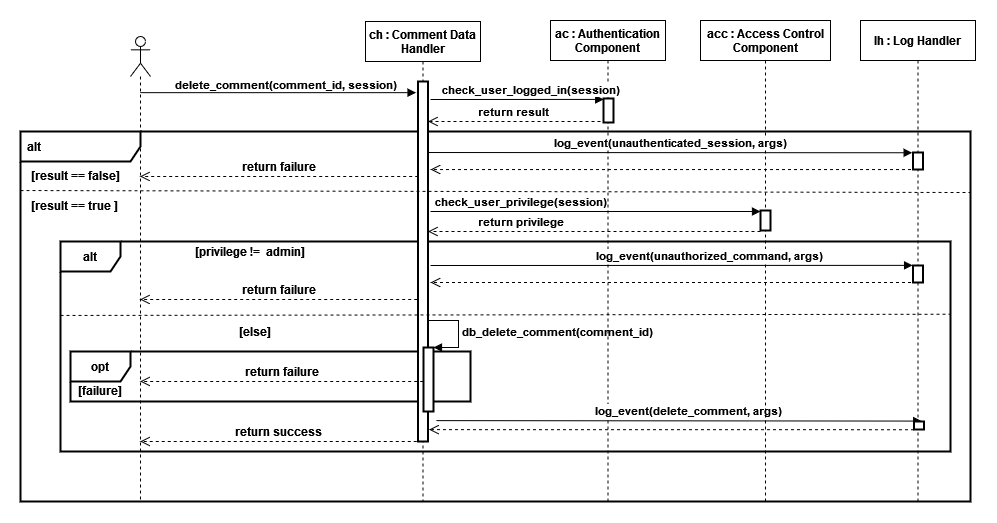 ch : Comment Data
Handler
ac : Authentication
Component
acc : Access Control
Component
lh : Log Handler
delete_comment(comment_id, session)
check_user_logged_in(session)
return result
alt
log_event(unauthenticated_session, args)
return failure
[result == false]
[result == true ]
check_user_privilege(session)
return privilege
alt
[privilege != admin]
log_event(unauthorized_command, args)
return failure
[else]
db_delete_comment(comment_id)
opt
return failure
[failure]
log_event(delete_comment, args)
return success